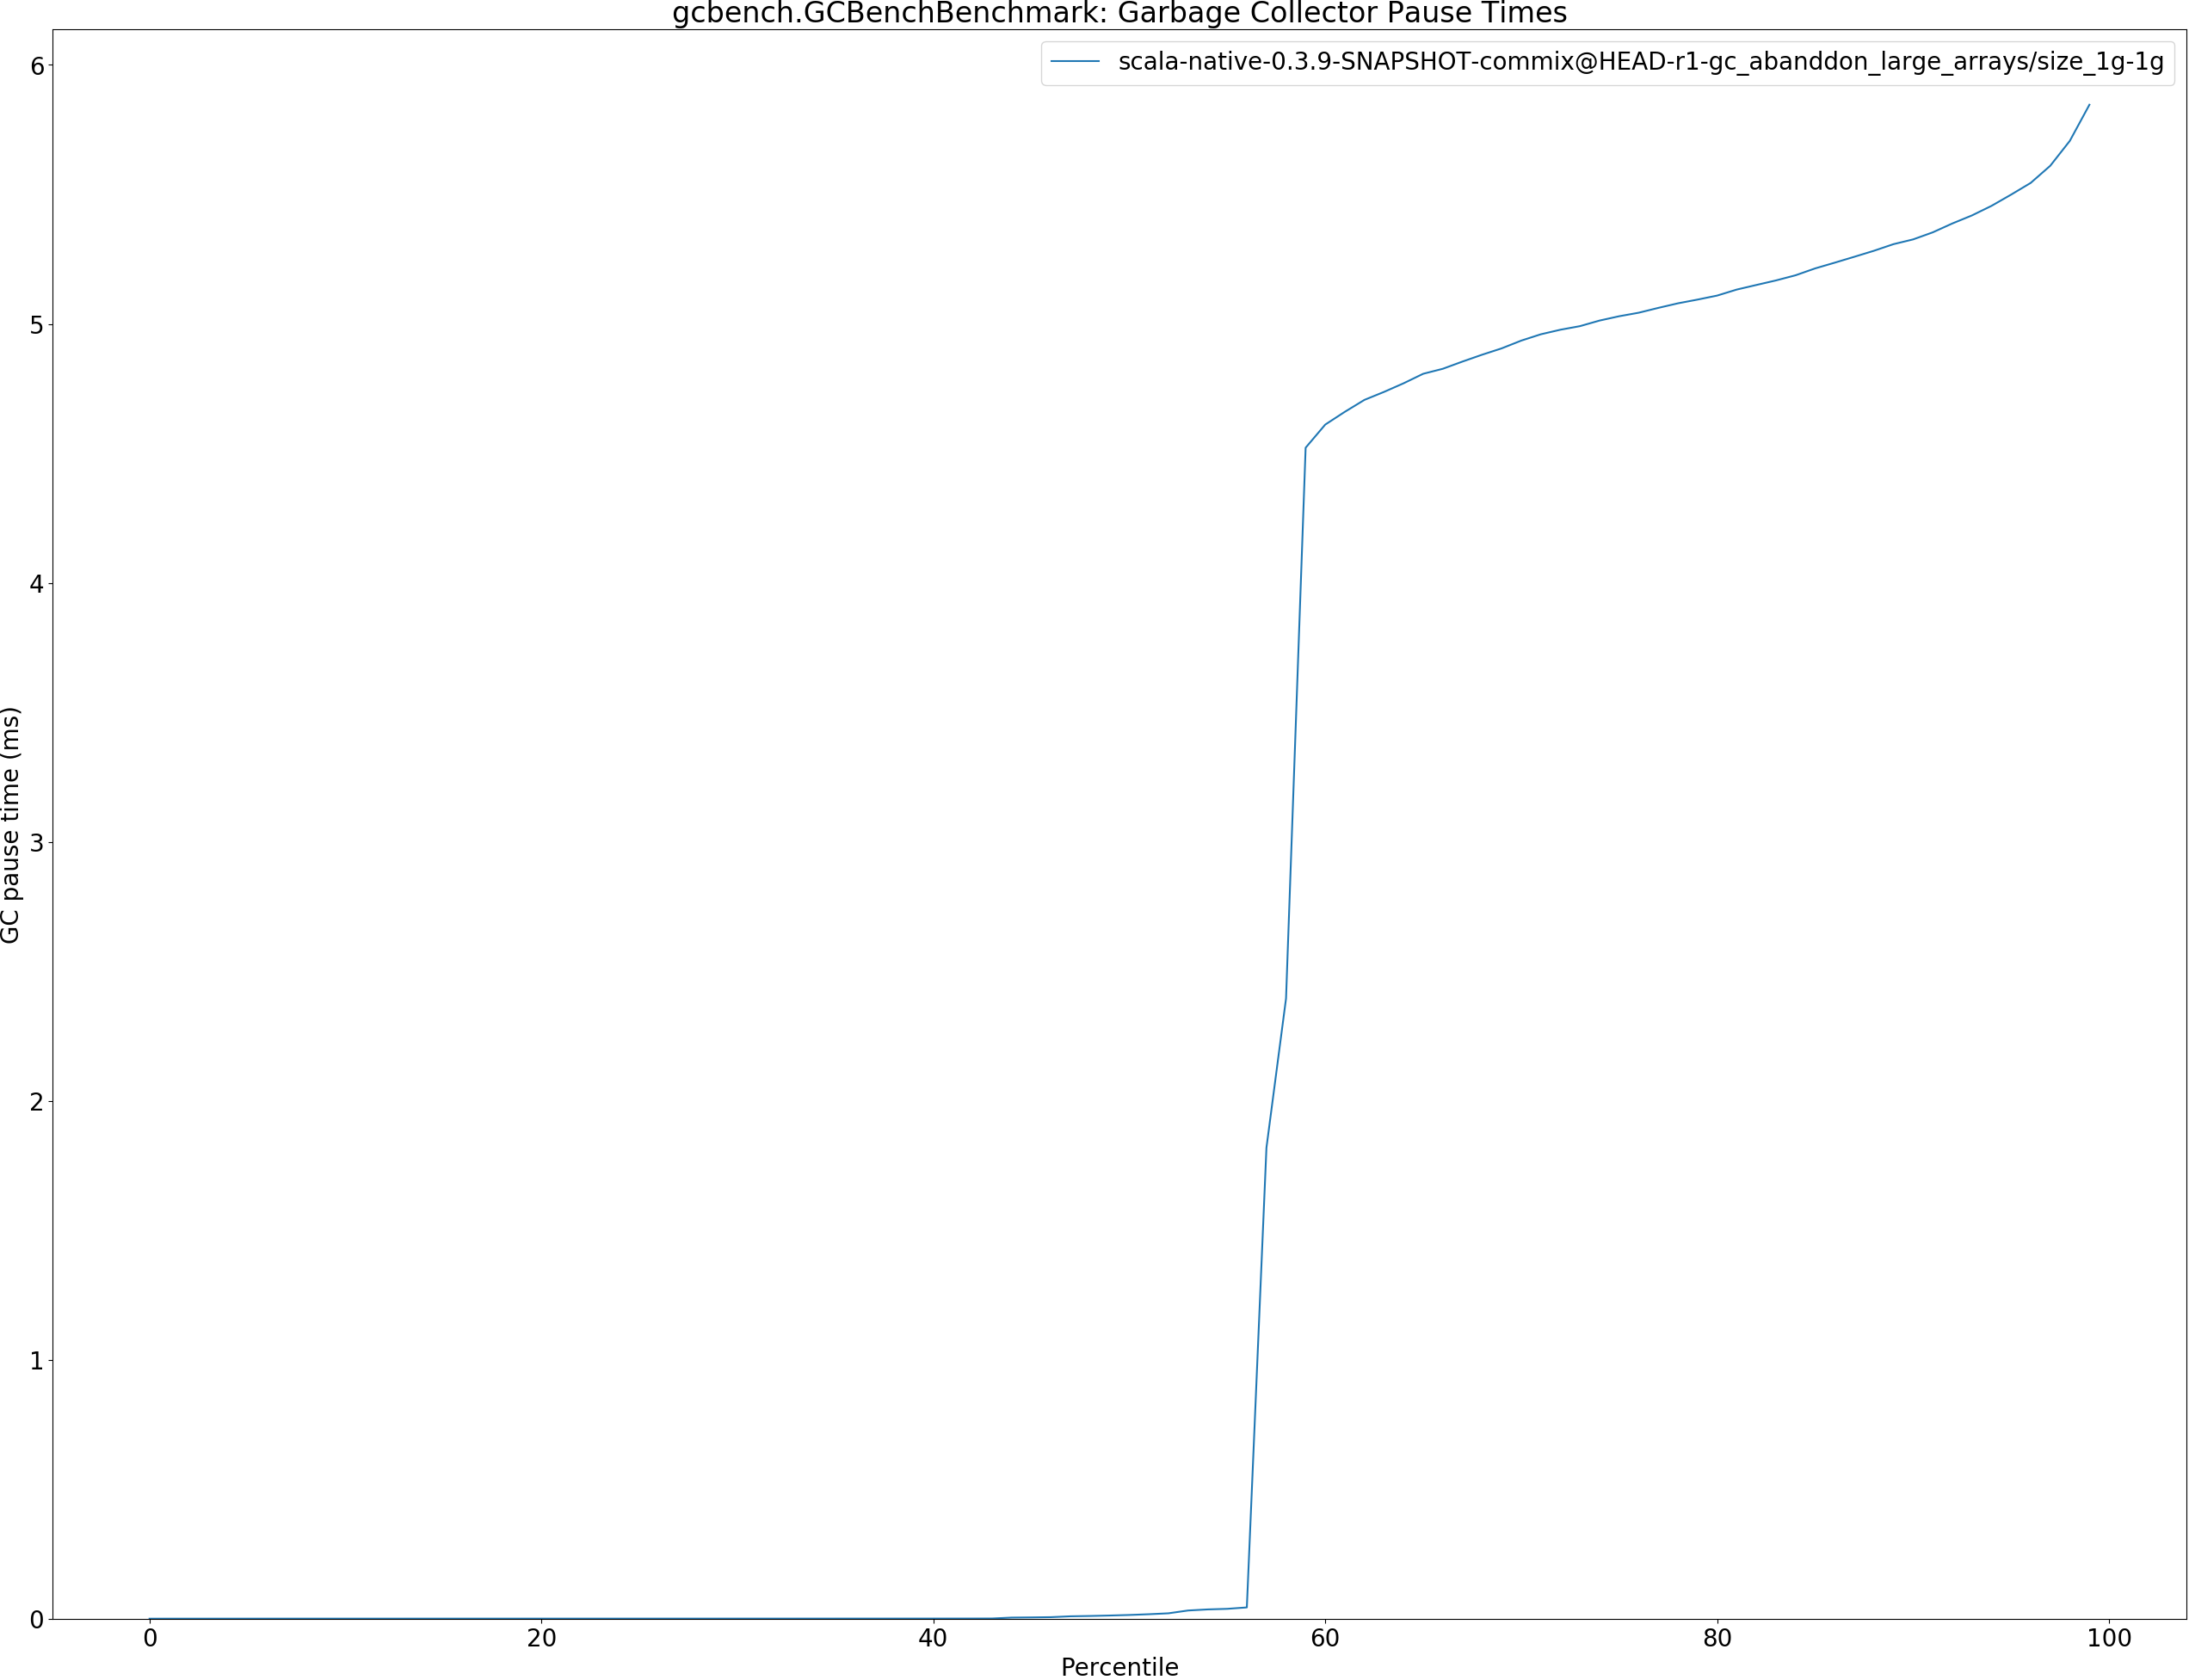 gcbench.GCBenchBenchmark: Garbage Collector Pause Times
scala-native-0.3.9-SNAPSHOT-commix@HEAD-r1-gc_abanddon_large_arrays/size_1g-1g
6
5
4
3
2
1
0
GC pause time (ms)
0 20 40 60 80 100
Percentile